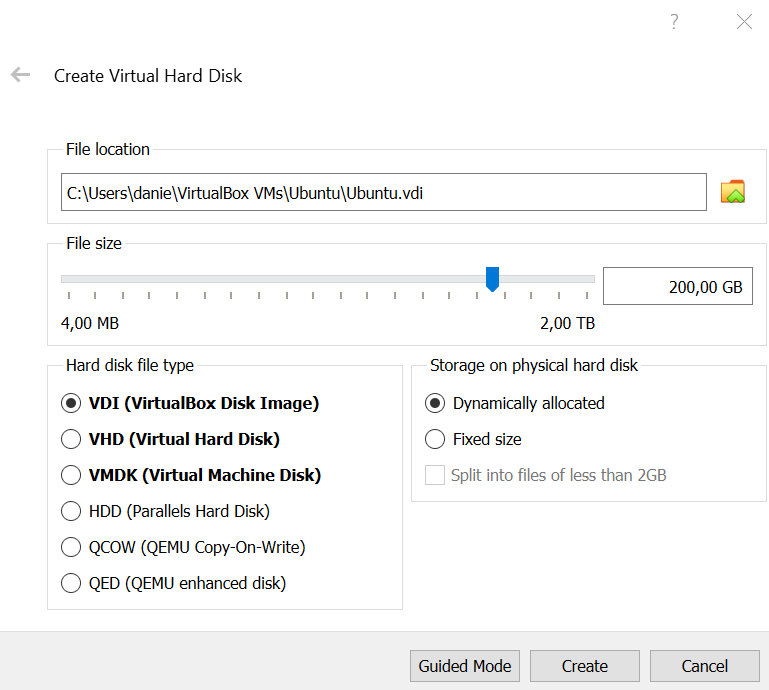 ?
Create Virtual Hard Disk
File location
C:\Users\danie\VirtualBox VMs\Ubuntu\Ubuntu.vdi
File size
200,00 GB
4,00 MB
2,00 TB
Hard disk file type
VDI (VirtualBox Disk Image)
VHD (Virtual Hard Disk)
VMDK (Virtual Machine Disk)
HDD (Parallels Hard Disk)
QCOW (QEMU Copy-On-Write)
QED (QEMU enhanced disk)
Storage on physical hard disk
Dynamically allocated
Fixed size
Split into files of less than 2GB
Guided Mode
Create
Cancel